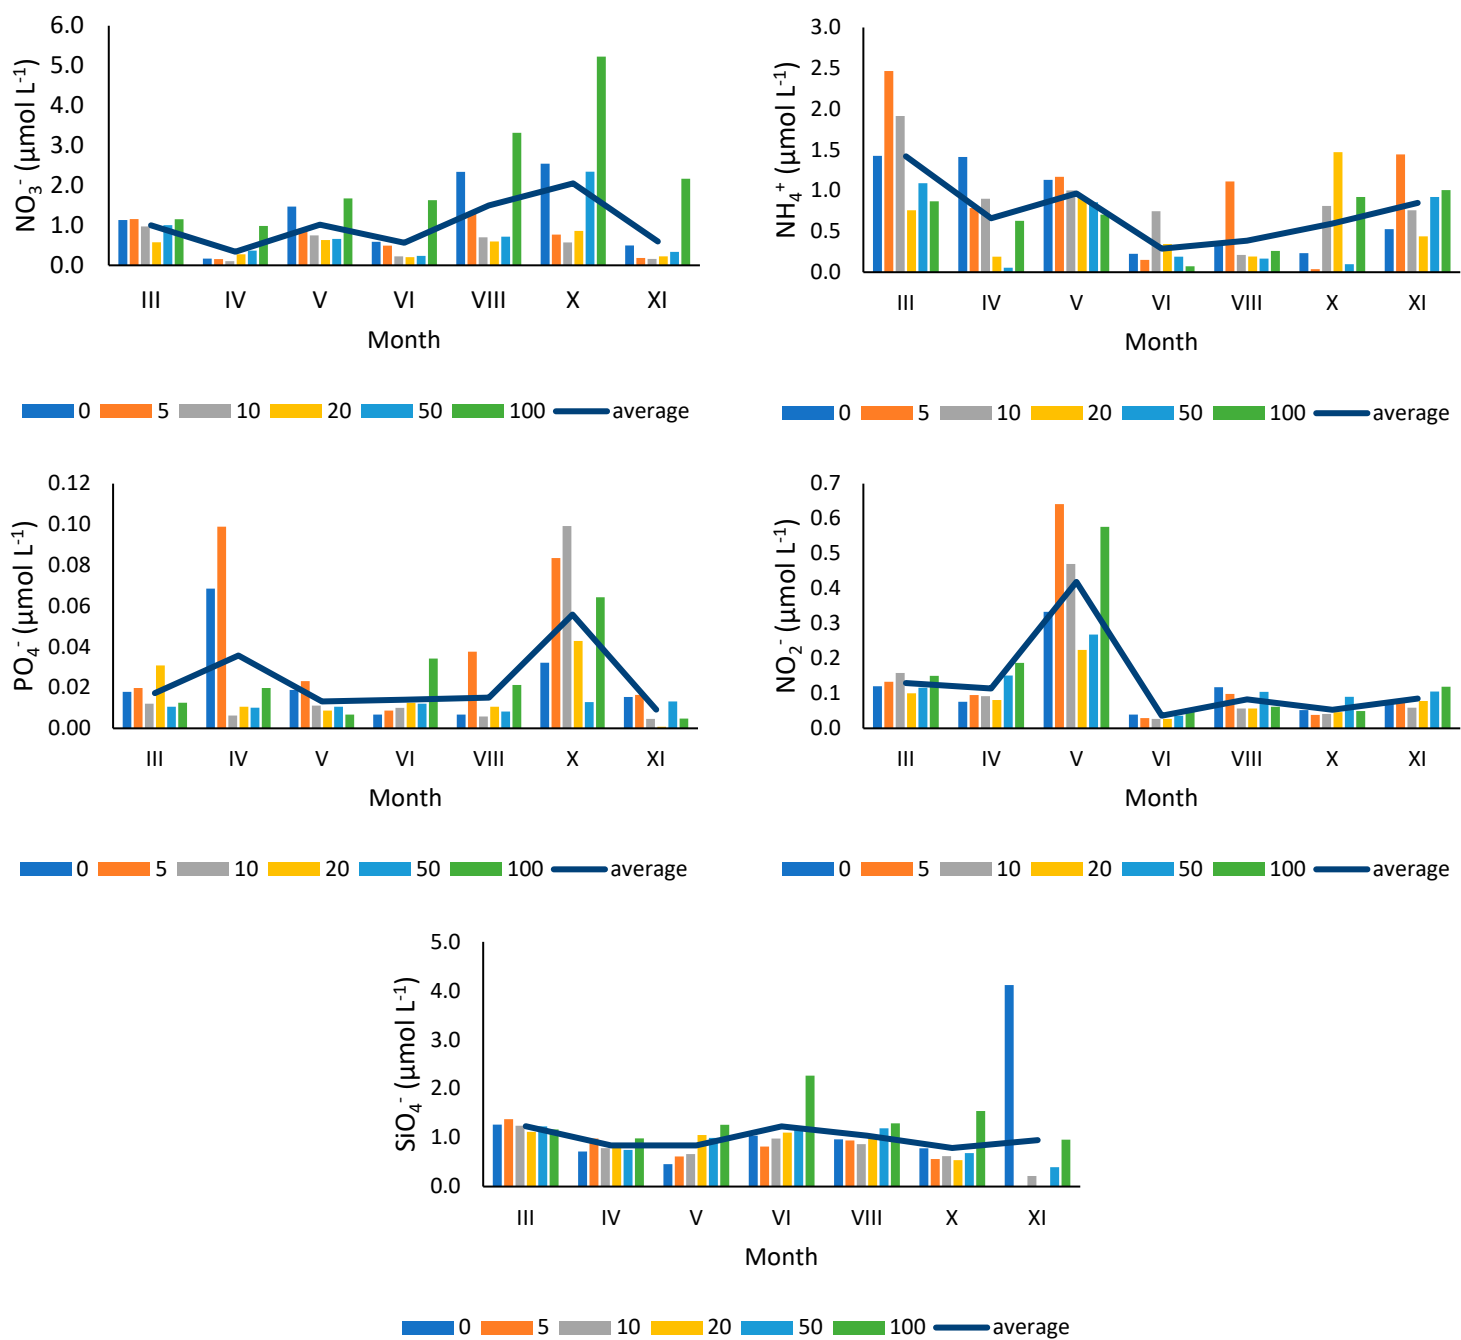 NO3- (µmol L-1)
6.0
5.0
4.0
3.0
2.0
1.0
0.0
III IV V VI VIII X XI
Month
0 5 10 20 50 100 average
NH4+ (µmol L-1)
3.0
2.5
2.0
1.5
1.0
0.5
0.0
III IV V VI VIII X XI
Month
0 5 10 20 50 100 average
PO4- (µmol L-1)
0.12
0.10
0.08
0.06
0.04
0.02
0.00
III IV V VI VIII X XI
Month
0 5 10 20 50 100 average
NO2- (µmol L-1)
0.7
0.6
0.5
0.4
0.3
0.2
0.1
0.0
III IV V VI VIII X XI
Month
0 5 10 20 50 100 average
SiO4- (µmol L-1)
5.0
4.0
3.0
2.0
1.0
0.0
III IV V VI VIII X XI
Month
0 5 10 20 50 100 average